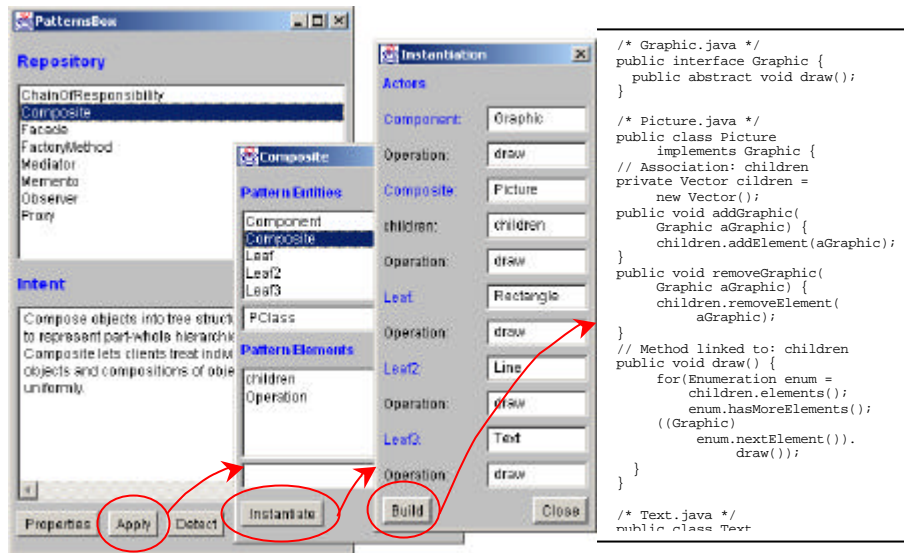 PatternsBox
Repository
ChainOfResponsibility
Composite
Facade
FactoryMethod
Mediator
Memento
Observer
Proxy
Intent
Compose objects into tree struct
to represent part-whole hierarchi
Composite lets clients treat indivi
objects and compositions of obje
uniformly.
Properties Apply Detect
Composite
Pattern Entities
Component
Composite
Leaf
Leaf2
Leaf3
PClass
Pattern Elements
children
Operation
Instantiate
Instantiation
Actors
Component: Graphic
Operation: draw
Composite: Picture
children: children
Operation: draw
Leaf: Rectangle
Operation: draw
Leaf2: Line
Operation: draw
Leaf3: Text
Operation: draw
Build Close
/* Graphic.java */
public interface Graphic {
public abstract void draw();
}
/* Picture.java */
public class Picture
implements Graphic {
// Association: children
private Vector cildren =
new Vector();
public void addGraphic(
Graphic aGraphic) {
children.addElement(aGraphic);
}
public void removeGraphic(
Graphic aGraphic) {
children.removeElement(
aGraphic);
}
// Method linked to: children
public void draw() {
for(Enumeration enum =
children.elements();
enum.hasMoreElements();
((Graphic)
enum.nextElement()).
draw());
}
}
/* Text.java */
public class Text